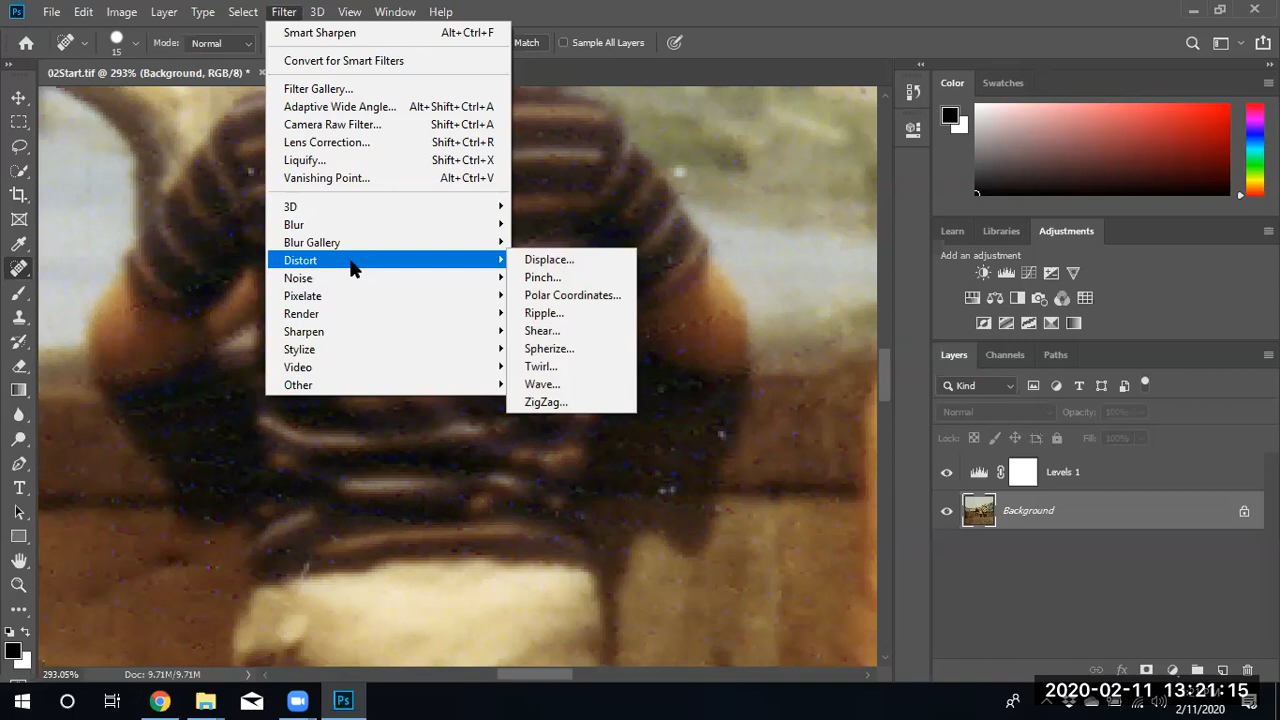 Ps File Edit Image Layer Type Select Filter 3D View Window Help
15 Mode: Normal Match Sample All Layers
02Start.tif @ 293% (Background, RGB/8) *
Smart Sharpen Alt+Ctrl+F
Convert for Smart Filters
Filter Gallery...
Adaptive Wide Angle... Alt+Shift+Ctrl+A
Camera Raw Filter... Shift+Ctrl+A
Lens Correction... Shift+Ctrl+R
Liquify... Shift+Ctrl+X
Vanishing Point... Alt+Ctrl+V
3D
Blur
Blur Gallery
Distort
Noise
Pixelate
Render
Sharpen
Stylize
Video
Other
Displace...
Pinch...
Polar Coordinates...
Ripple...
Shear...
Spherize...
Twirl...
Wave...
ZigZag...
Color Swatches
Learn Libraries Adjustments
Add an adjustment
Layers Channels Paths
Kind
Normal Opacity: 100%
Lock: Fill: 100%
Levels 1
Background
293.05% Doc: 9.71M/9.71M
Ps
2020-02-11 13:21:15
2/11/2020